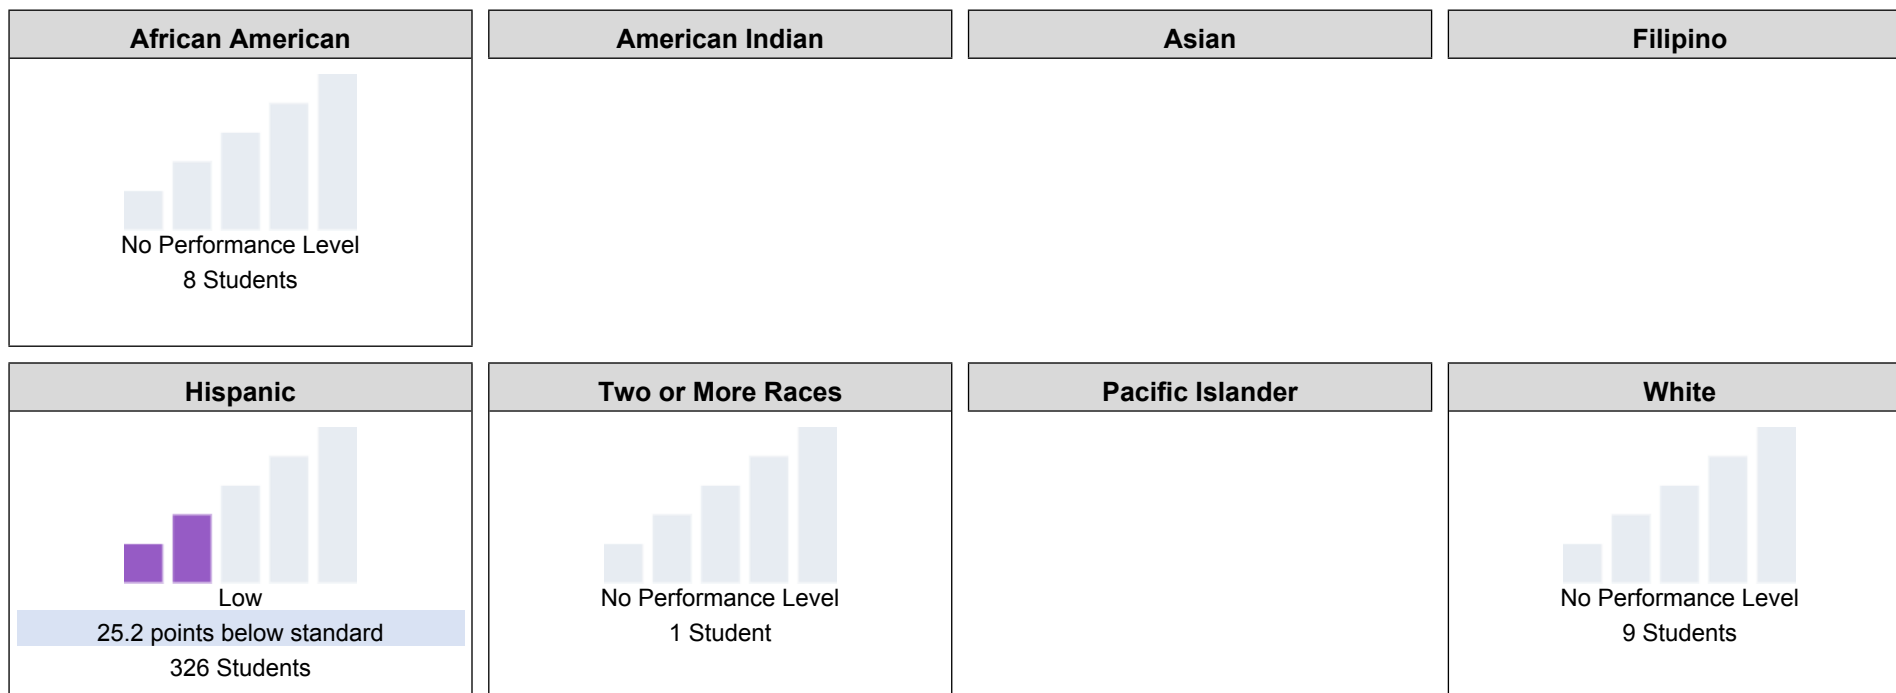 African American
American Indian
Asian
Filipino
No Performance Level
8 Students
Hispanic
Two or More Races
Pacific Islander
White
Low
25.2 points below standard
326 Students
No Performance Level
1 Student
No Performance Level
9 Students